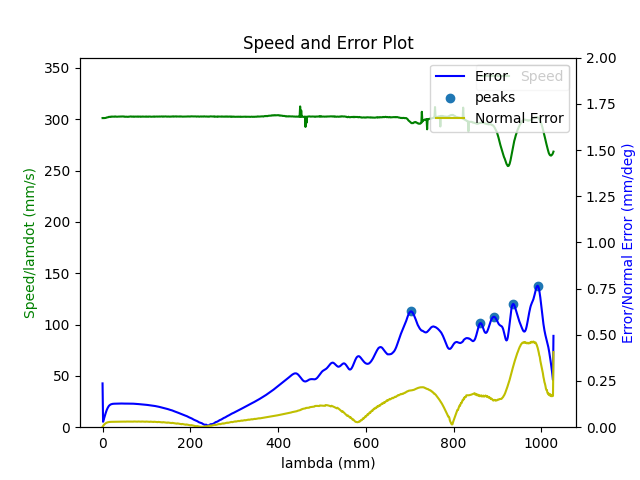 Speed and Error Plot
Speed/lamdot (mm/s)
350
300
250
200
150
100
50
0
Error
Speed
peaks
Normal Error
2.00
1.75
1.50
1.25
1.00
0.75
0.50
0.25
0.00
Error/Normal Error (mm/deg)
0
200
400
600
800
1000
lambda (mm)